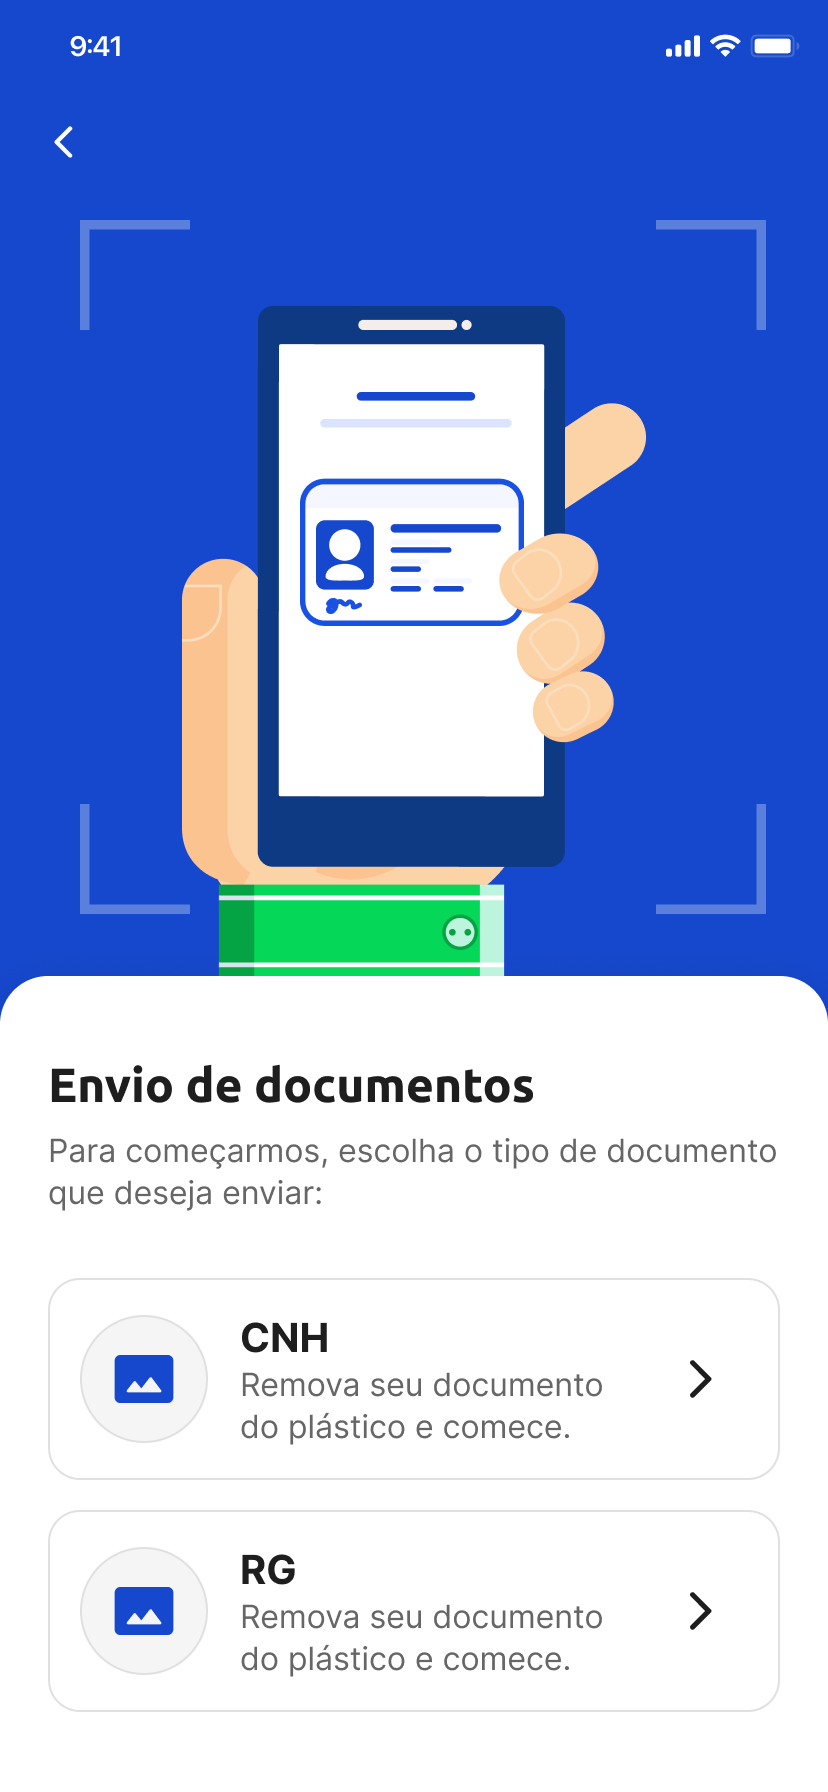 9:41
Envio de documentos
Para começarmos, escolha o tipo de documento
que deseja enviar:
CNH
Remova seu documento
do plástico e comece.
RG
Remova seu documento
do plástico e comece.